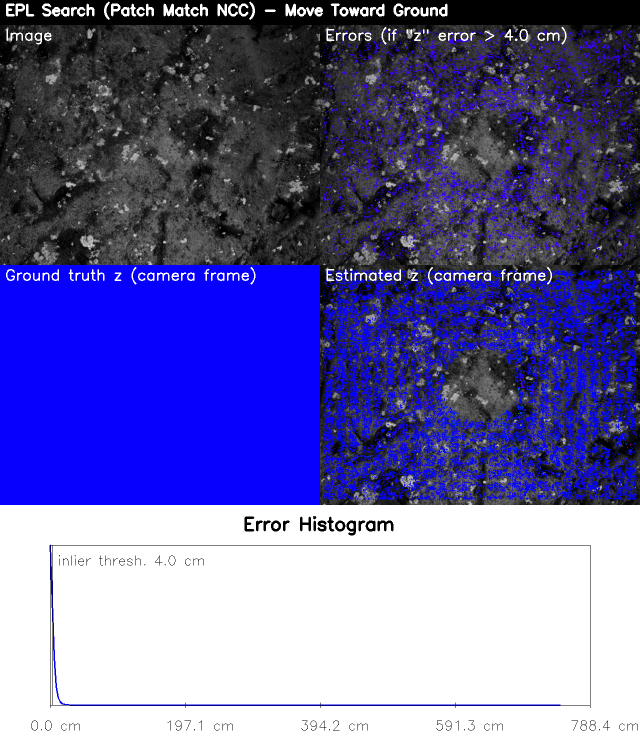 EPL Search (Patch Match NCC) - Move Toward Ground
Image
Errors (if "z" error > 4.0 cm)
Ground truth z (camera frame)
Estimated z (camera frame)
Error Histogram
inlier thresh. 4.0 cm
0.0 cm
197.1 cm
394.2 cm
591.3 cm
788.4 cm